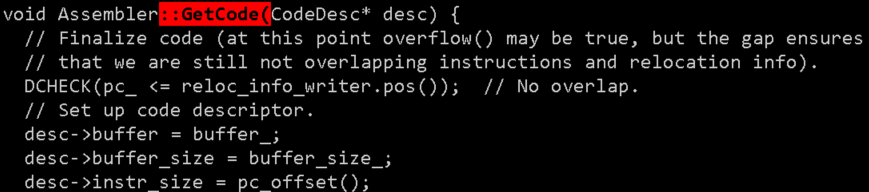 void Assembler::GetCode(CodeDesc* desc) {
  // Finalize code (at this point overflow() may be true, but the gap ensures
  // that we are still not overlapping instructions and relocation info).
  DCHECK(pc_ <= reloc_info_writer.pos());  // No overlap.
  // Set up code descriptor.
  desc->buffer = buffer_;
  desc->buffer_size = buffer_size_;
  desc->instr_size = pc_offset();